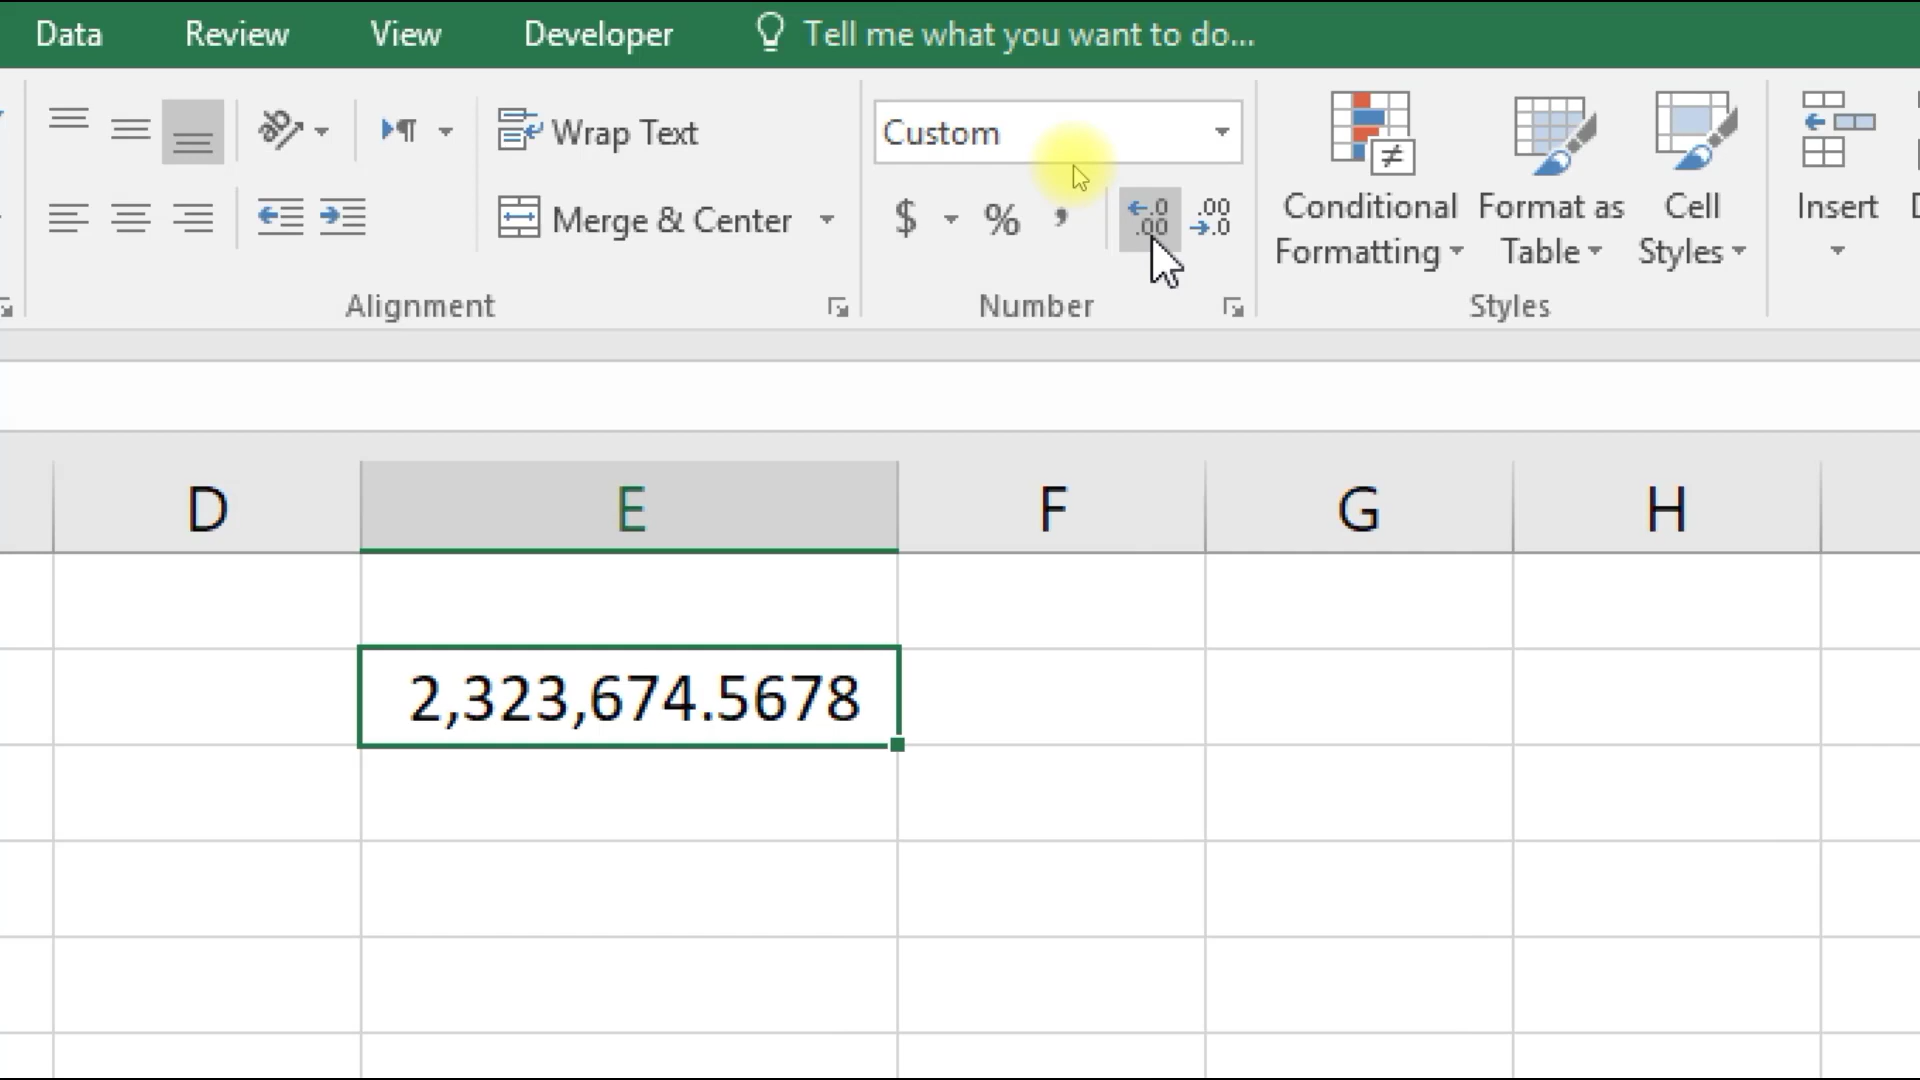 Data Review View Developer Tell me what you want to do...
Wrap Text
Custom
Merge & Center
$ % ,
←.0 .00
.00 →.0
Conditional Formatting
Format as Table
Cell Styles
Insert
Alignment Number Styles
D E F G H
2,323,674.5678